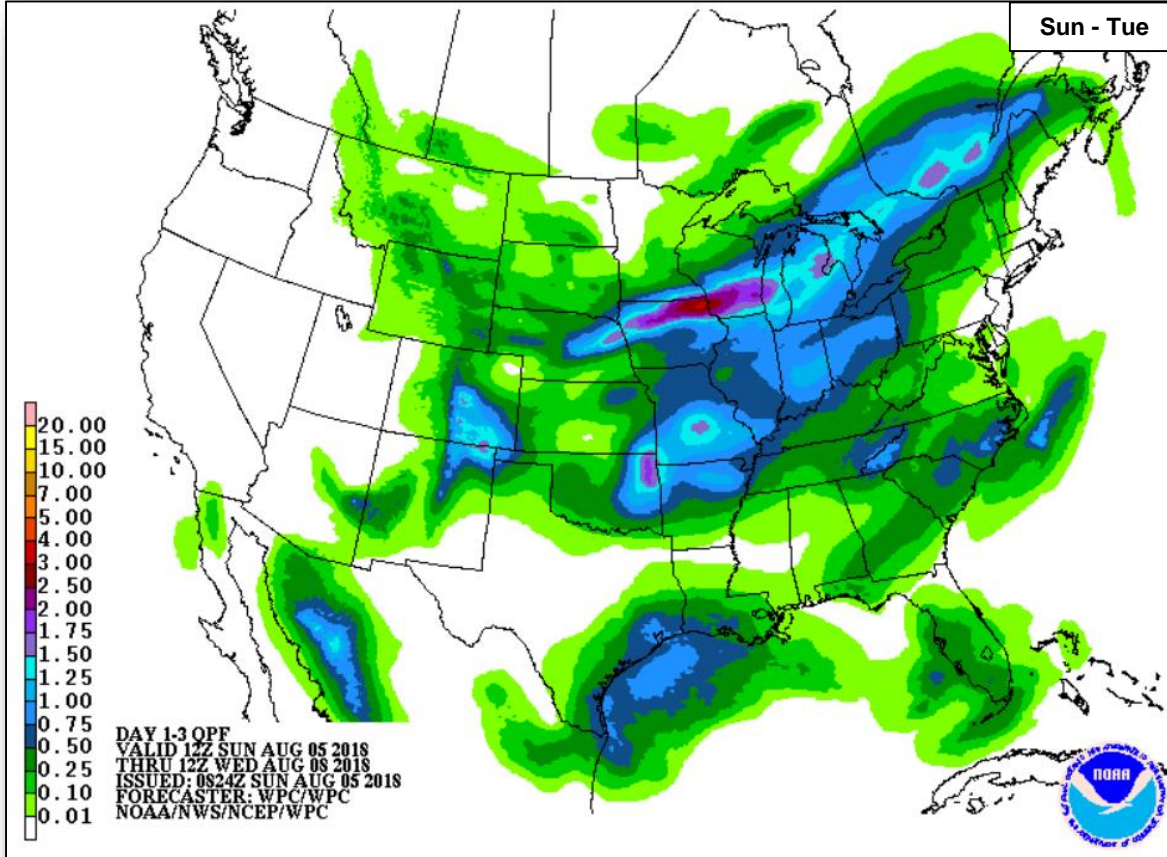 Sun - Tue
20.00
15.00
10.00
7.00
5.00
4.00
3.00
2.50
2.00
1.75
1.50
1.25
1.00
0.75
0.50
0.25
0.10
0.01
DAY 1-3 QPF
VALID 12Z SUN AUG 05 2018
THRU 12Z WED AUG 08 2018
ISSUED: 0824Z SUN AUG 05 2018
FORECASTER: WPC/WPC
NOAA/NWS/NCEP/WPC
NOAA